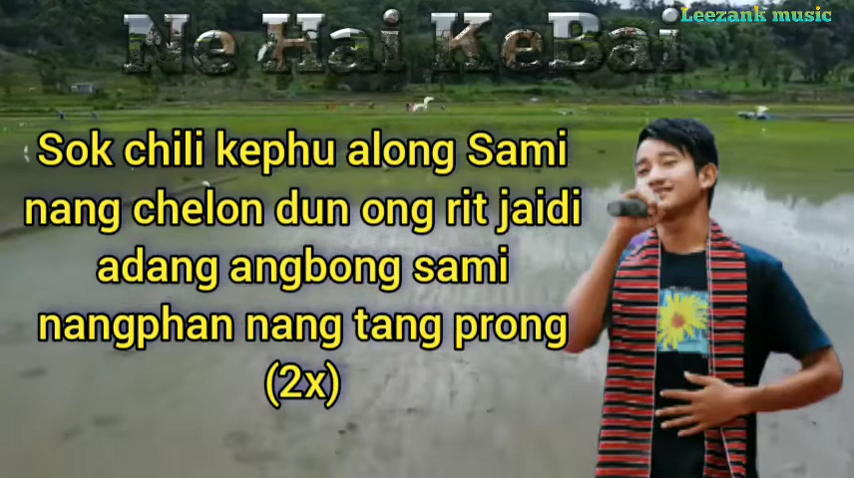 Leezank music
Ne Hai KeBai
Sok chili kephu along Sami
nang chelon dun ong rit jaidi
adang angbong sami
nangphan nang tang prong
(2x)